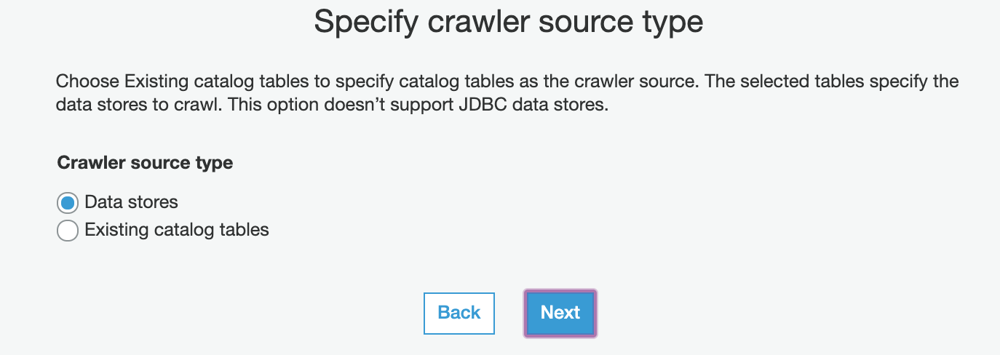 Specify crawler source type
Choose Existing catalog tables to specify catalog tables as the crawler source. The selected tables specify the
data stores to crawl. This option doesn’t support JDBC data stores.
Crawler source type
Data stores
Existing catalog tables
Back Next